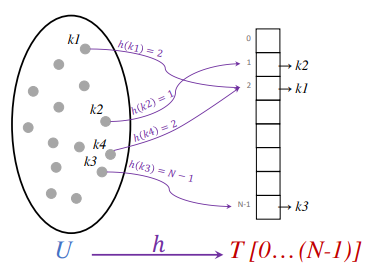 k1
h(k1) = 2
0
1
k2
k2
h(k2) = 1
2
k1
k4
h(k4) = 2
k3
h(k3) = N − 1
N-1
k3
U
h
T [0...(N-1)]